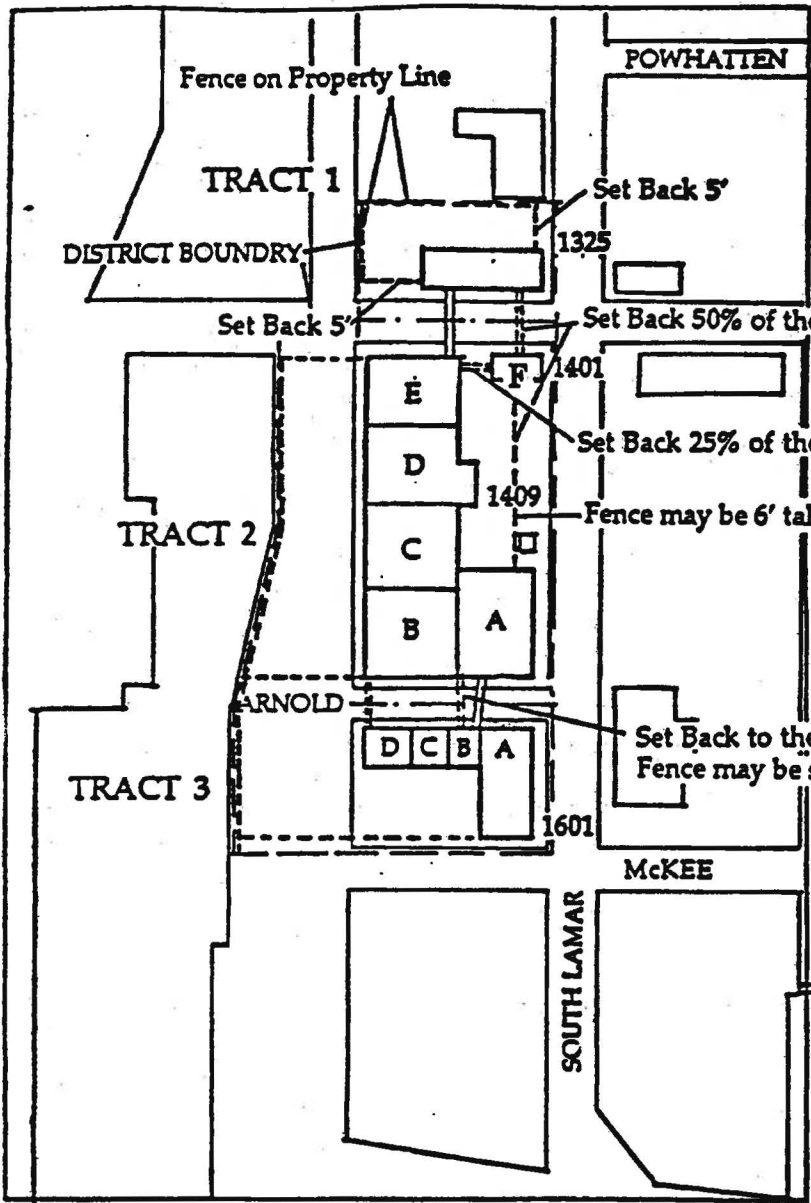 POWHATTEN
Fence on Property Line
TRACT 1
Set Back 5'
1325
DISTRICT BOUNDRY
Set Back 5'
Set Back 50% of the
F
1401
E
Set Back 25% of the
D
1409
Fence may be 6' tal
TRACT 2
C
B
A
ARNOLD
Set Back to the
Fence may be s
D
C
B
A
TRACT 3
1601
McKEE
SOUTH LAMAR